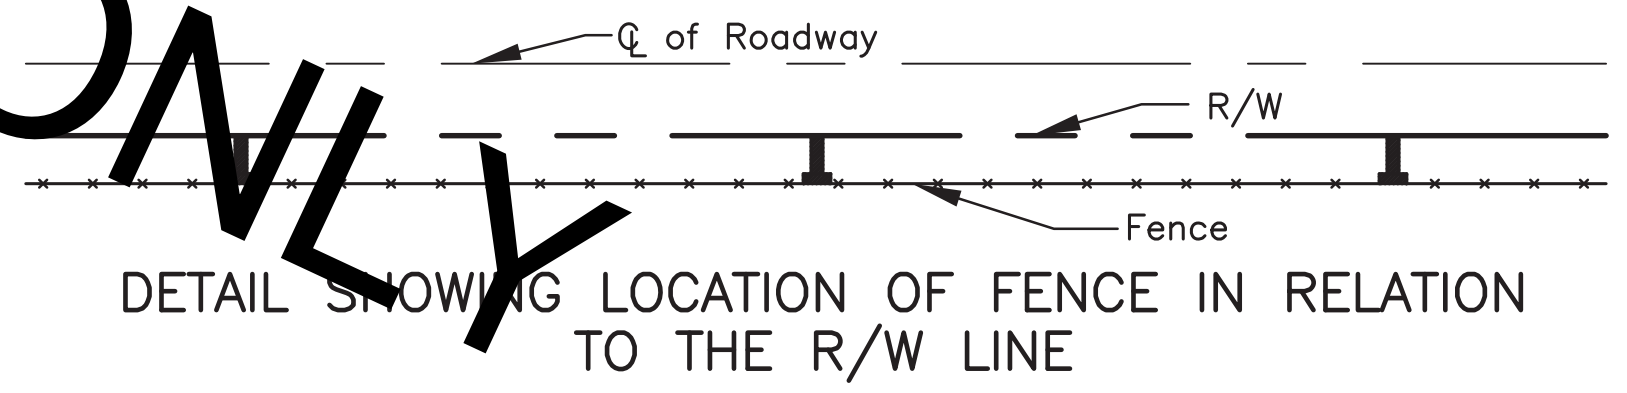 ℄ of Roadway
R/W
Fence
ONLY
DETAIL SHOWING LOCATION OF FENCE IN RELATION
TO THE R/W LINE